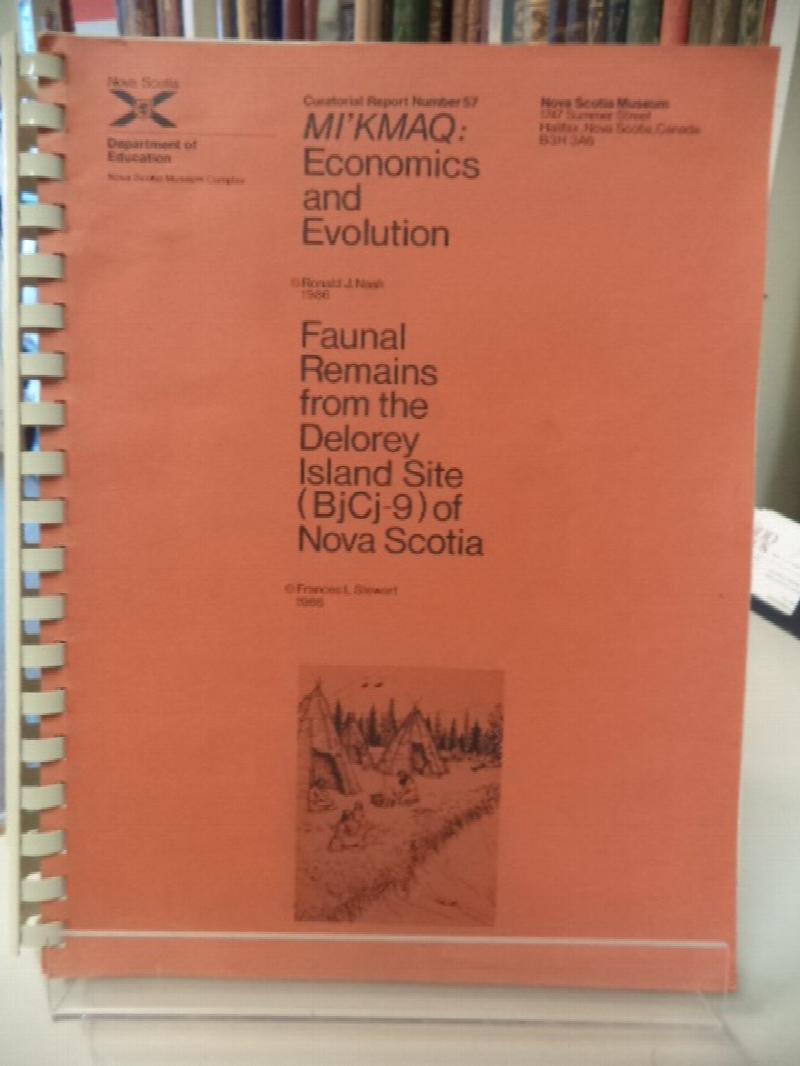 Nova Scotia
Department of
Education
Nova Scotia Museum Complex
Curatorial Report Number 57
MI'KMAQ:
Economics
and
Evolution
© Ronald J. Nash
1986
Faunal
Remains
from the
Delorey
Island Site
(BjCj-9) of
Nova Scotia
© Frances L. Stewart
1986
Nova Scotia Museum
1747 Summer Street
Halifax, Nova Scotia, Canada
B3H 3A6